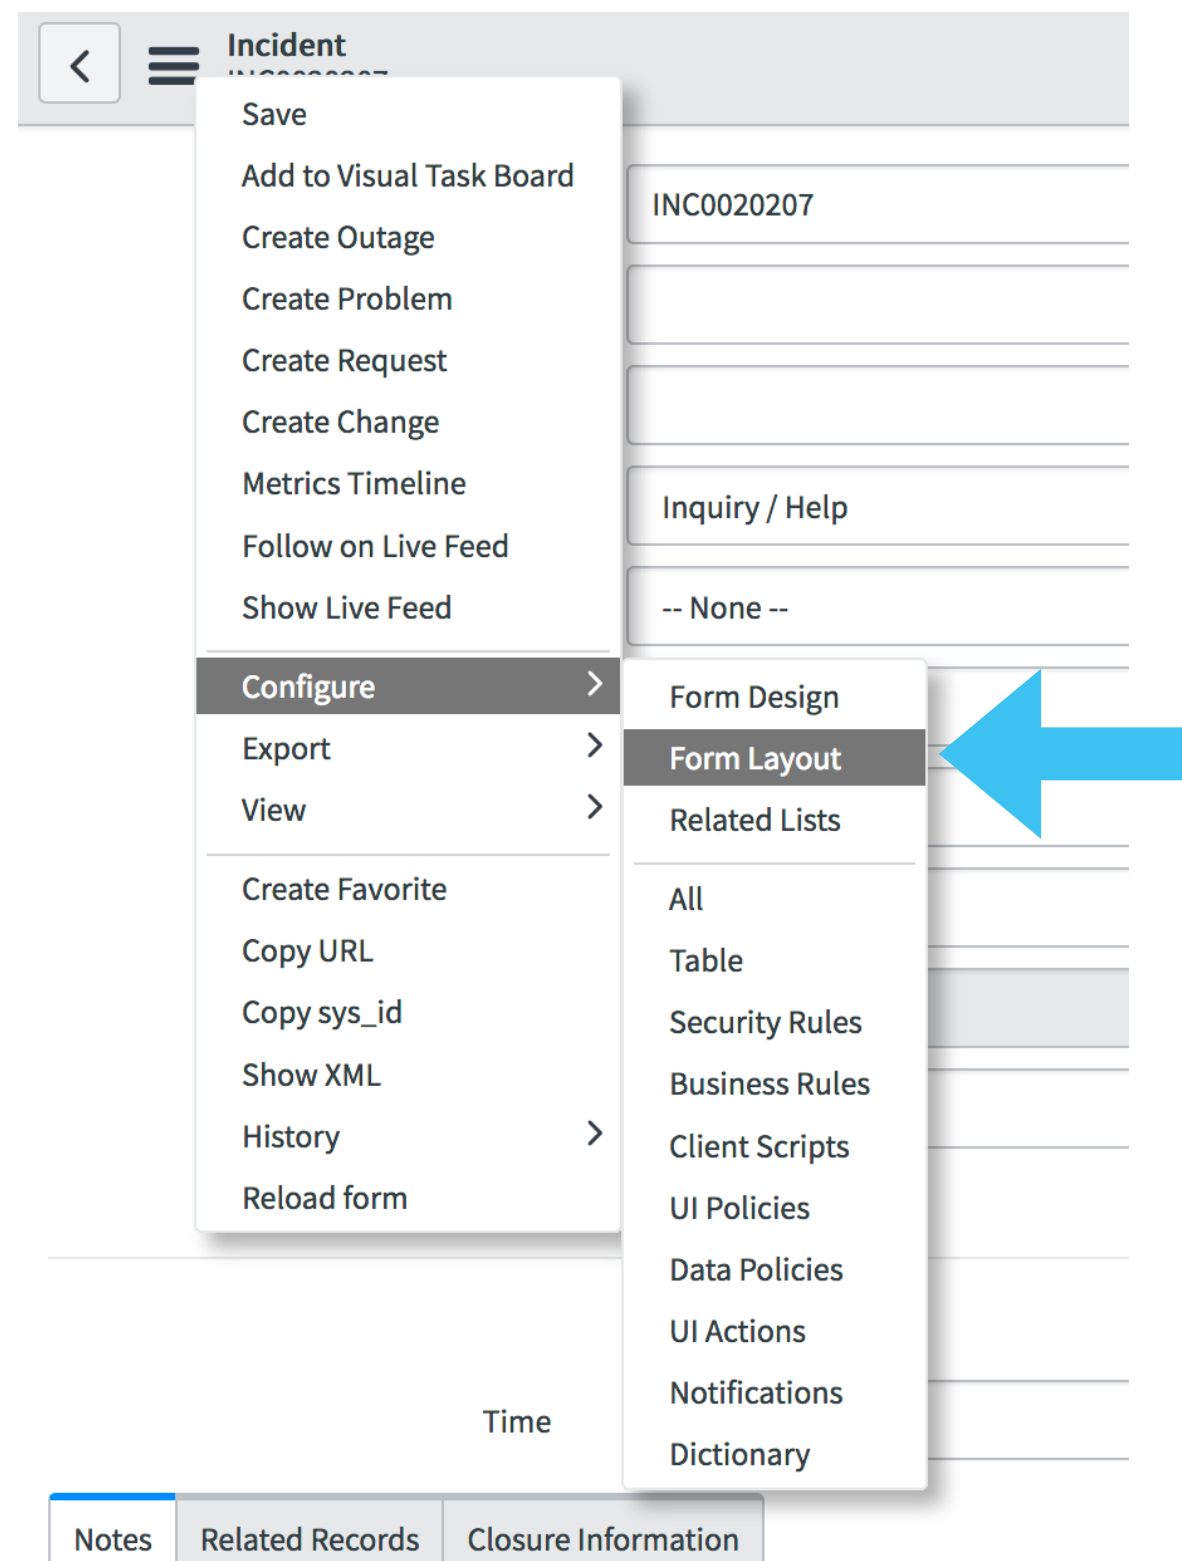 Incident
Save
Add to Visual Task Board
Create Outage
Create Problem
Create Request
Create Change
Metrics Timeline
Follow on Live Feed
Show Live Feed
Configure
Export
View
Create Favorite
Copy URL
Copy sys_id
Show XML
History
Reload form
INC0020207
Inquiry / Help
-- None --
Form Design
Form Layout
Related Lists
All
Table
Security Rules
Business Rules
Client Scripts
UI Policies
Data Policies
UI Actions
Notifications
Dictionary
Time
Notes
Related Records
Closure Information